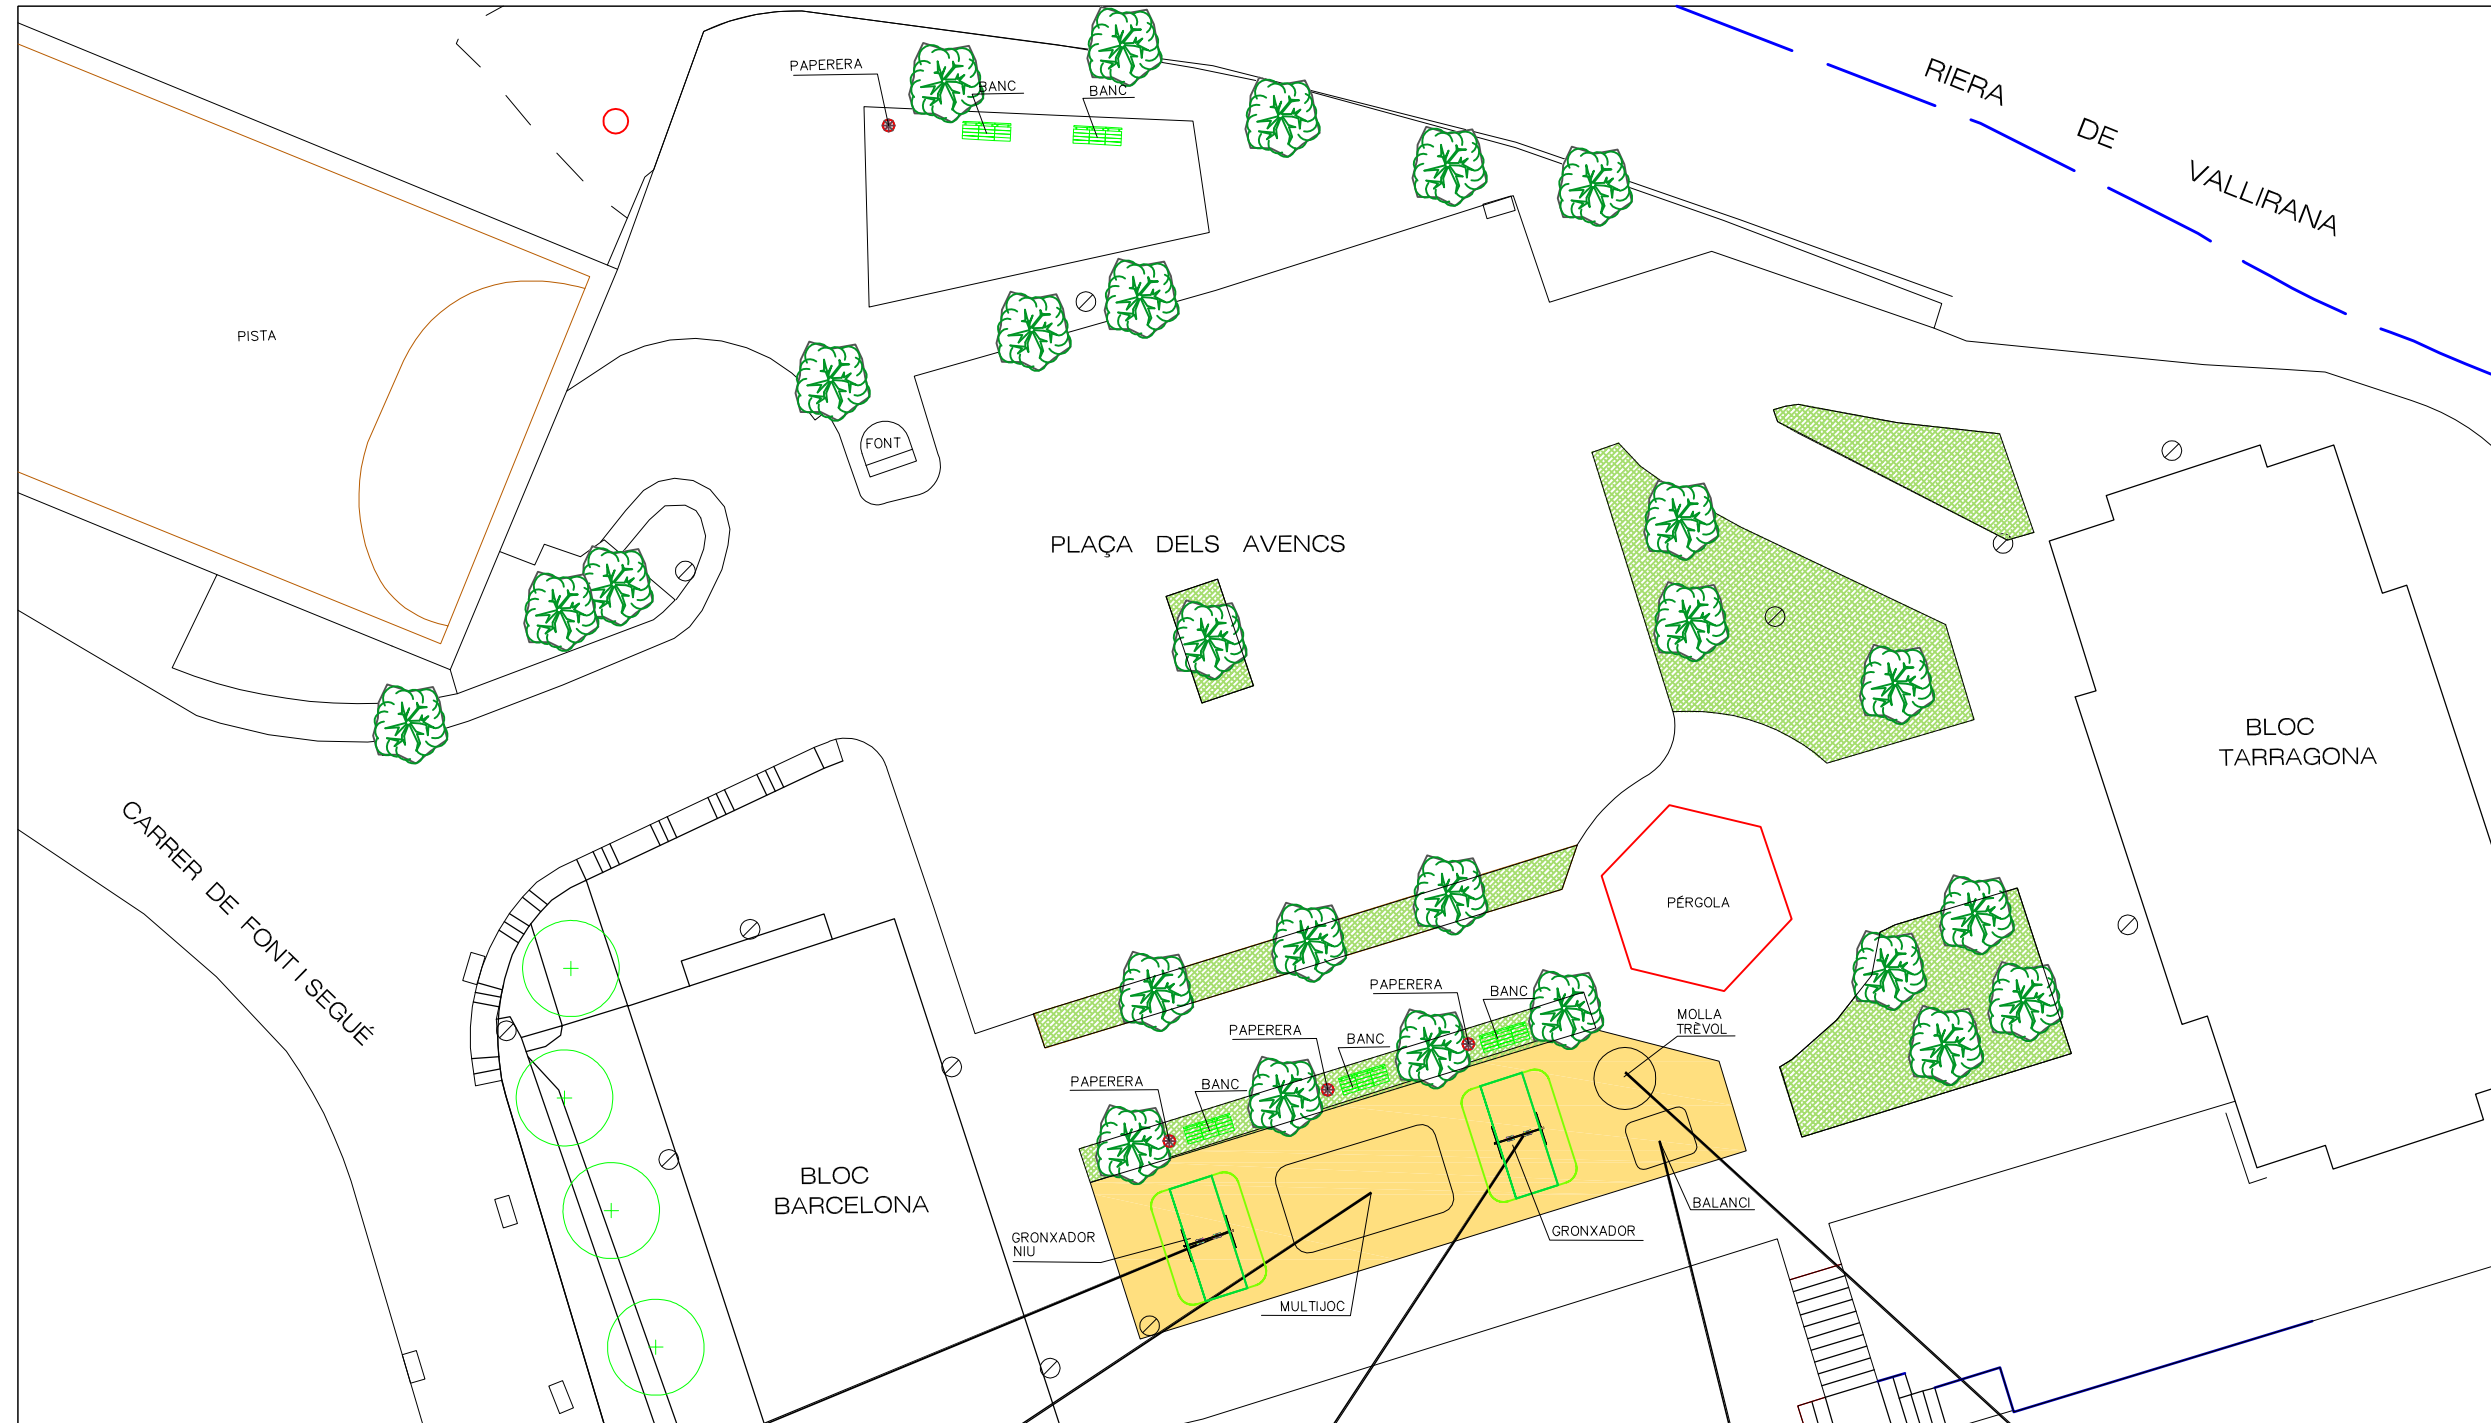 PAPERERA
BANC
BANC
RIERA
DE
VALLIRANA
PISTA
FONT
PLAÇA DELS AVENCS
BLOC
TARRAGONA
CARRER DE FONT I SEGUÉ
PÉRGOLA
PAPERERA
BANC
MOLLA
TRÈVOL
PAPERERA
BANC
PAPERERA
BANC
BLOC
BARCELONA
BALANCI
GRONXADOR
NIU
GRONXADOR
MULTIJOC